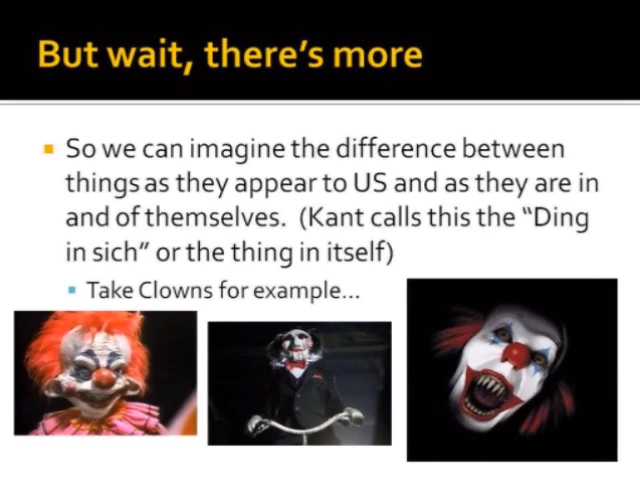 But wait, there's more
So we can imagine the difference between
things as they appear to US and as they are in
and of themselves. (Kant calls this the “Ding
in sich” or the thing in itself)
Take Clowns for example...